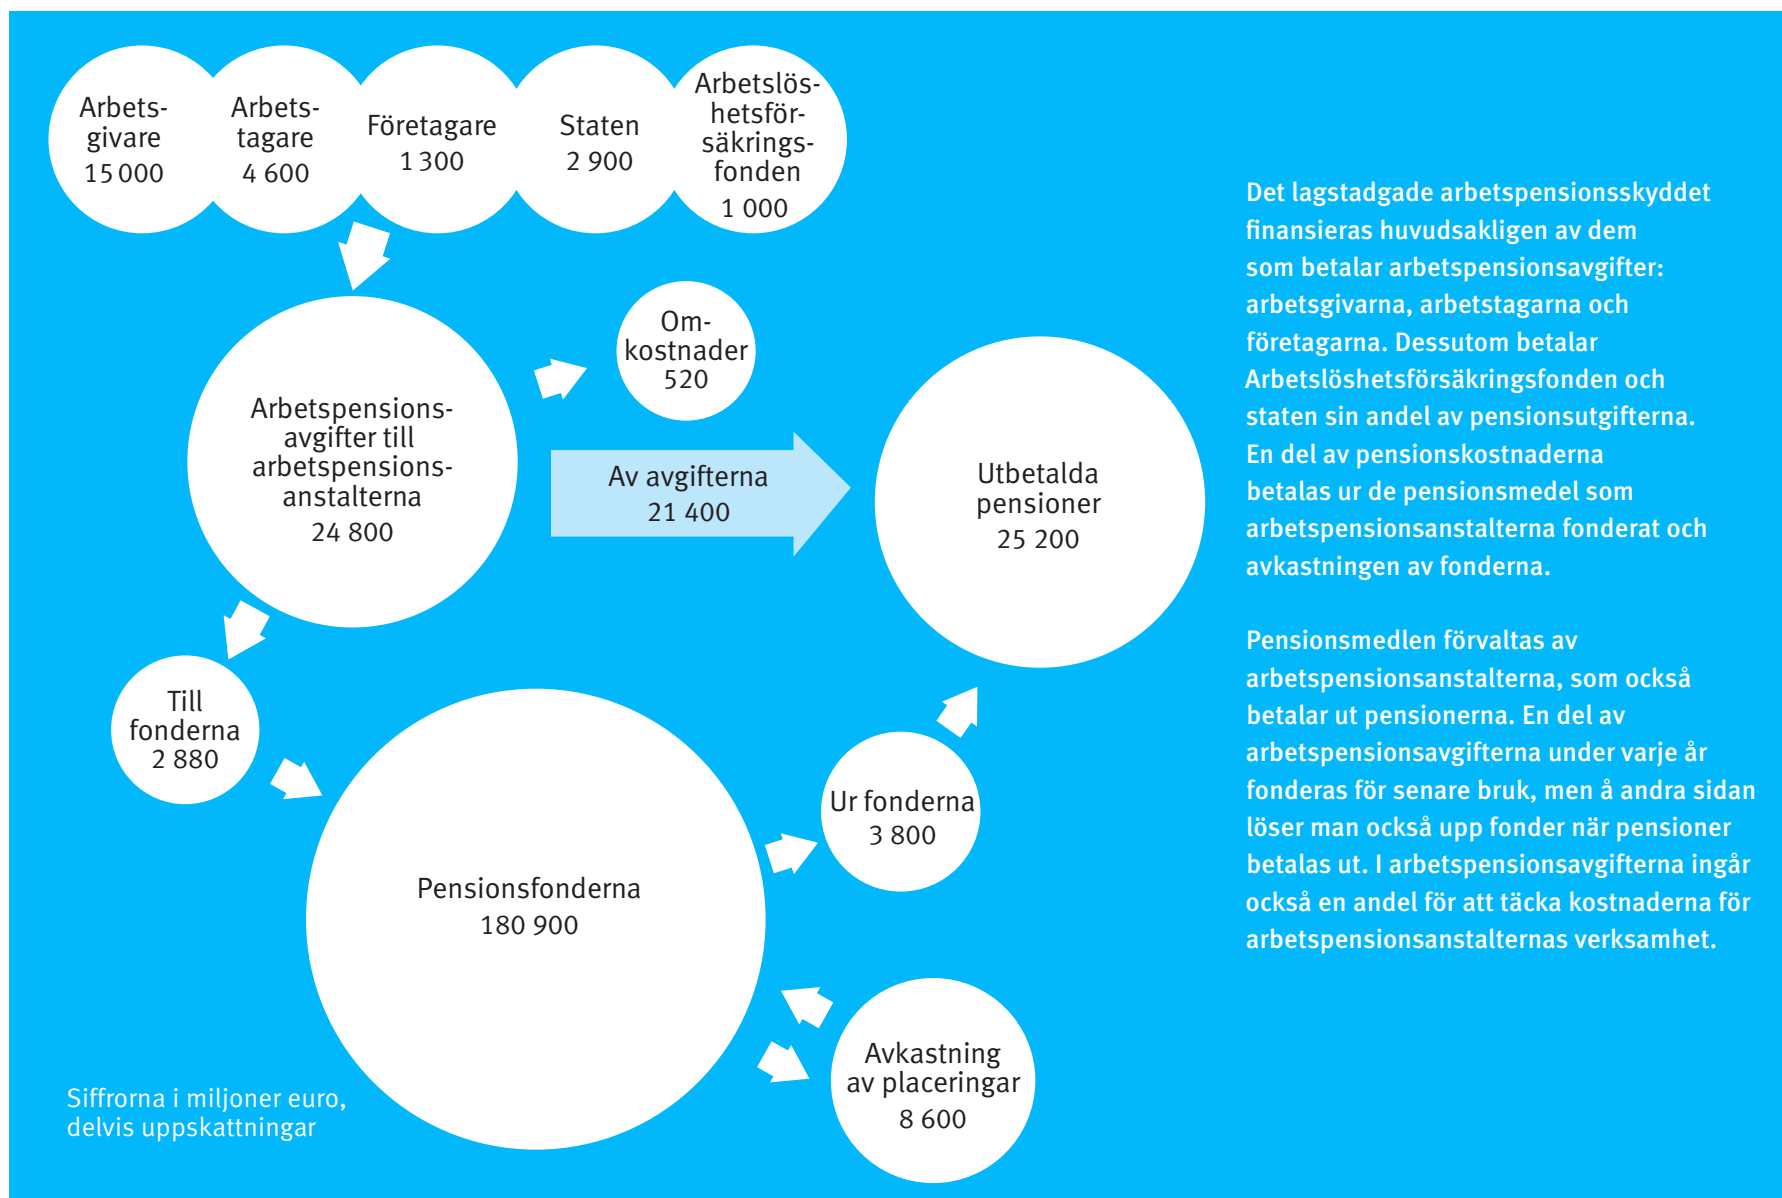 Arbets-
givare
15 000
Arbets-
tagare
4 600
Företagare
1 300
Staten
2 900
Arbetslös-
hetsför-
säkrings-
fonden
1 000
Om-
kostnader
520
Arbetspensions-
avgifter till
arbetspensions-
anstalterna
24 800
Av avgifterna
21 400
Utbetalda
pensioner
25 200
Till
fonderna
2 880
Ur fonderna
3 800
Pensionsfonderna
180 900
Avkastning
av placeringar
8 600
Siffrorna i miljoner euro,
delvis uppskattningar
Det lagstadgade arbetspensionsskyddet
finansieras huvudsakligen av dem
som betalar arbetspensionsavgifter:
arbetsgivarna, arbetstagarna och
företagarna. Dessutom betalar
Arbetslöshetsförsäkringsfonden och
staten sin andel av pensionsutgifterna.
En del av pensionskostnaderna
betalas ur de pensionsmedel som
arbetspensionsanstalterna fonderat och
avkastningen av fonderna.
Pensionsmedlen förvaltas av
arbetspensionsanstalterna, som också
betalar ut pensionerna. En del av
arbetspensionsavgifterna under varje år
fonderas för senare bruk, men å andra sidan
löser man också upp fonder när pensioner
betalas ut. I arbetspensionsavgifterna ingår
också en andel för att täcka kostnaderna för
arbetspensionsanstalternas verksamhet.